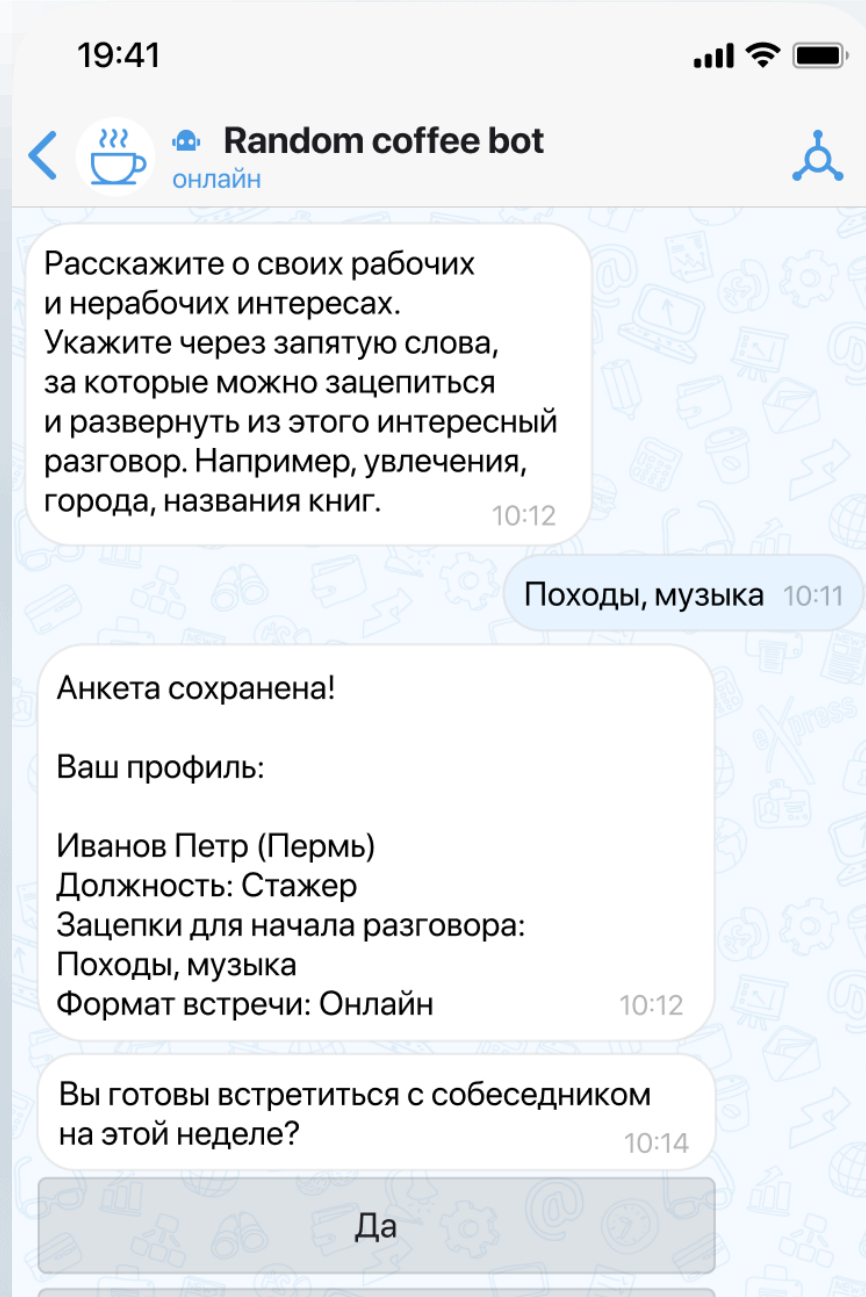 19:41
Random coffee bot
онлайн
Расскажите о своих рабочих
и нерабочих интересах.
Укажите через запятую слова,
за которые можно зацепиться
и развернуть из этого интересный
разговор. Например, увлечения,
города, названия книг.
10:12
Походы, музыка 10:11
Анкета сохранена!
Ваш профиль:
Иванов Петр (Пермь)
Должность: Стажер
Зацепки для начала разговора:
Походы, музыка
Формат встречи: Онлайн 10:12
Вы готовы встретиться с собеседником
на этой неделе? 10:14
Да
eXpress